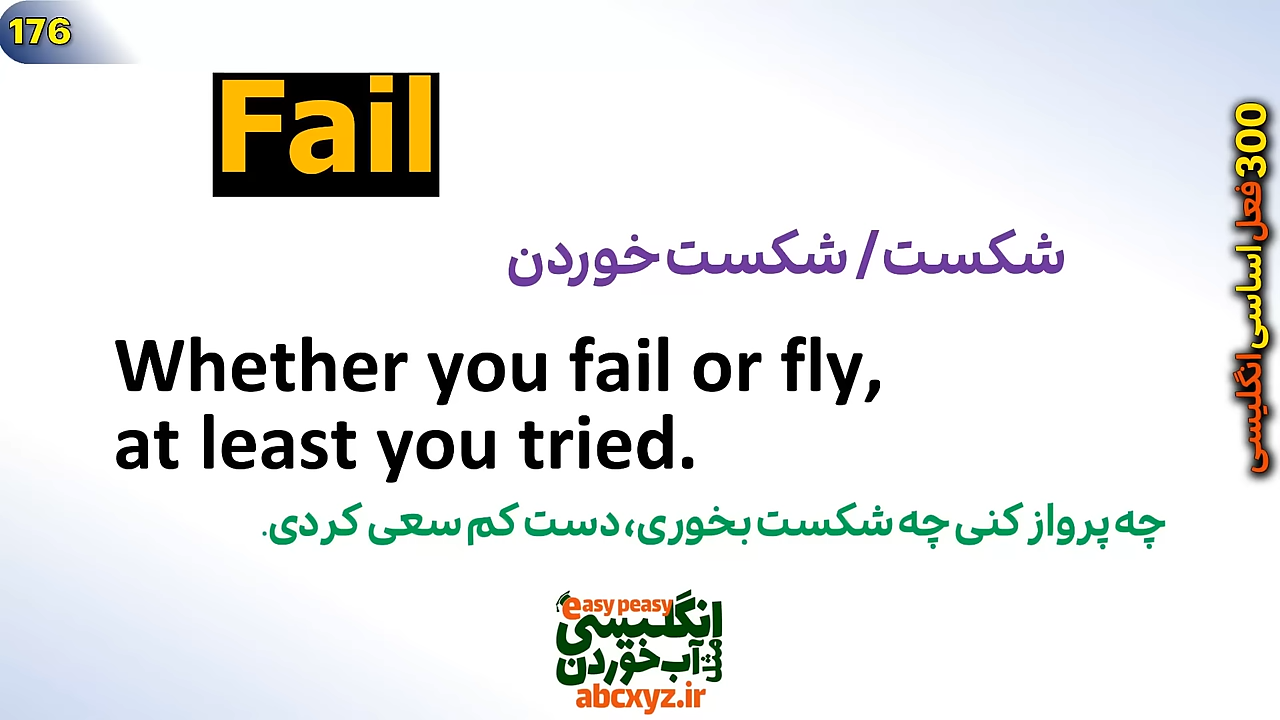 176
Fail
شکست / شکست خوردن
Whether you fail or fly,
at least you tried.
چه پرواز کنی چه شکست بخوری، دست کم سعی کردی.
300 فعل اساسی انگلیسی
easy peasy
انگلیسی
مثل آب خوردن
abcxyz.ir